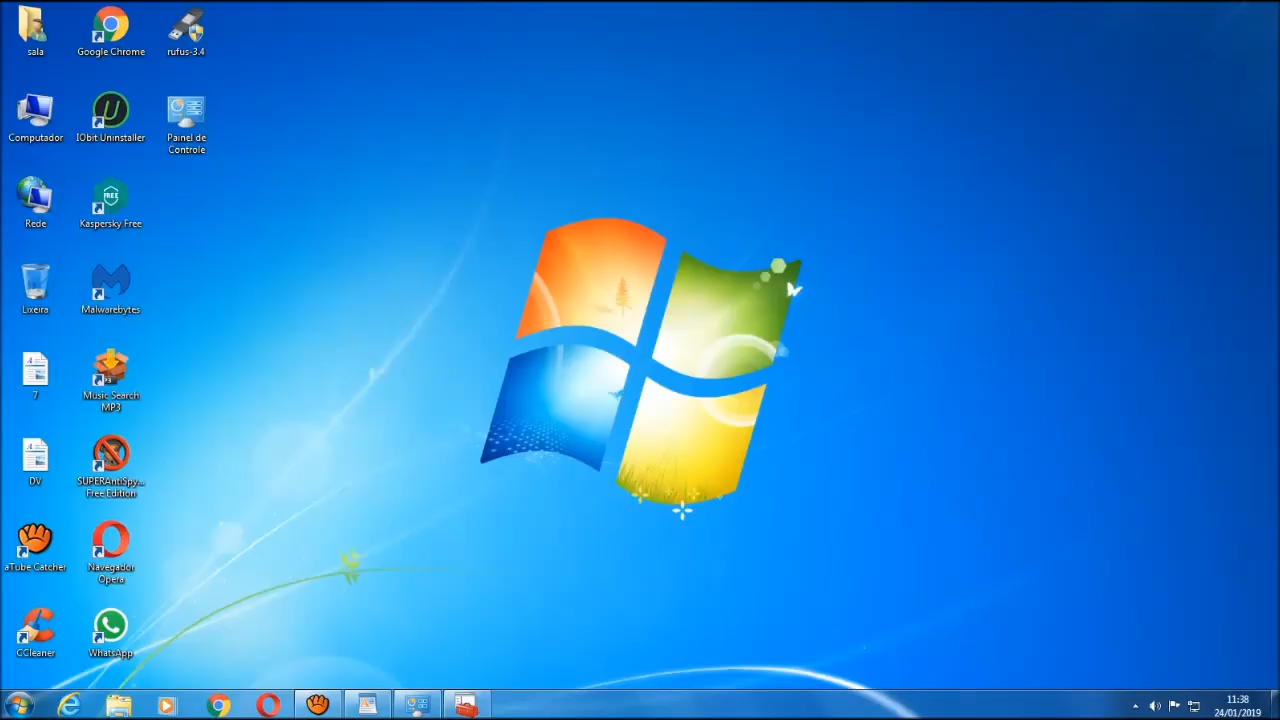 sala
Google Chrome
rufus-3.4
Computador
IObit Uninstaller
Painel de
Controle
Rede
FREE
Kaspersky Free
Lixeira
Malwarebytes
7
Music Search
MP3
DV
SUPERAntiSpy...
Free Edition
aTube Catcher
Navegador
Opera
CCleaner
WhatsApp
11:38
24/01/2019